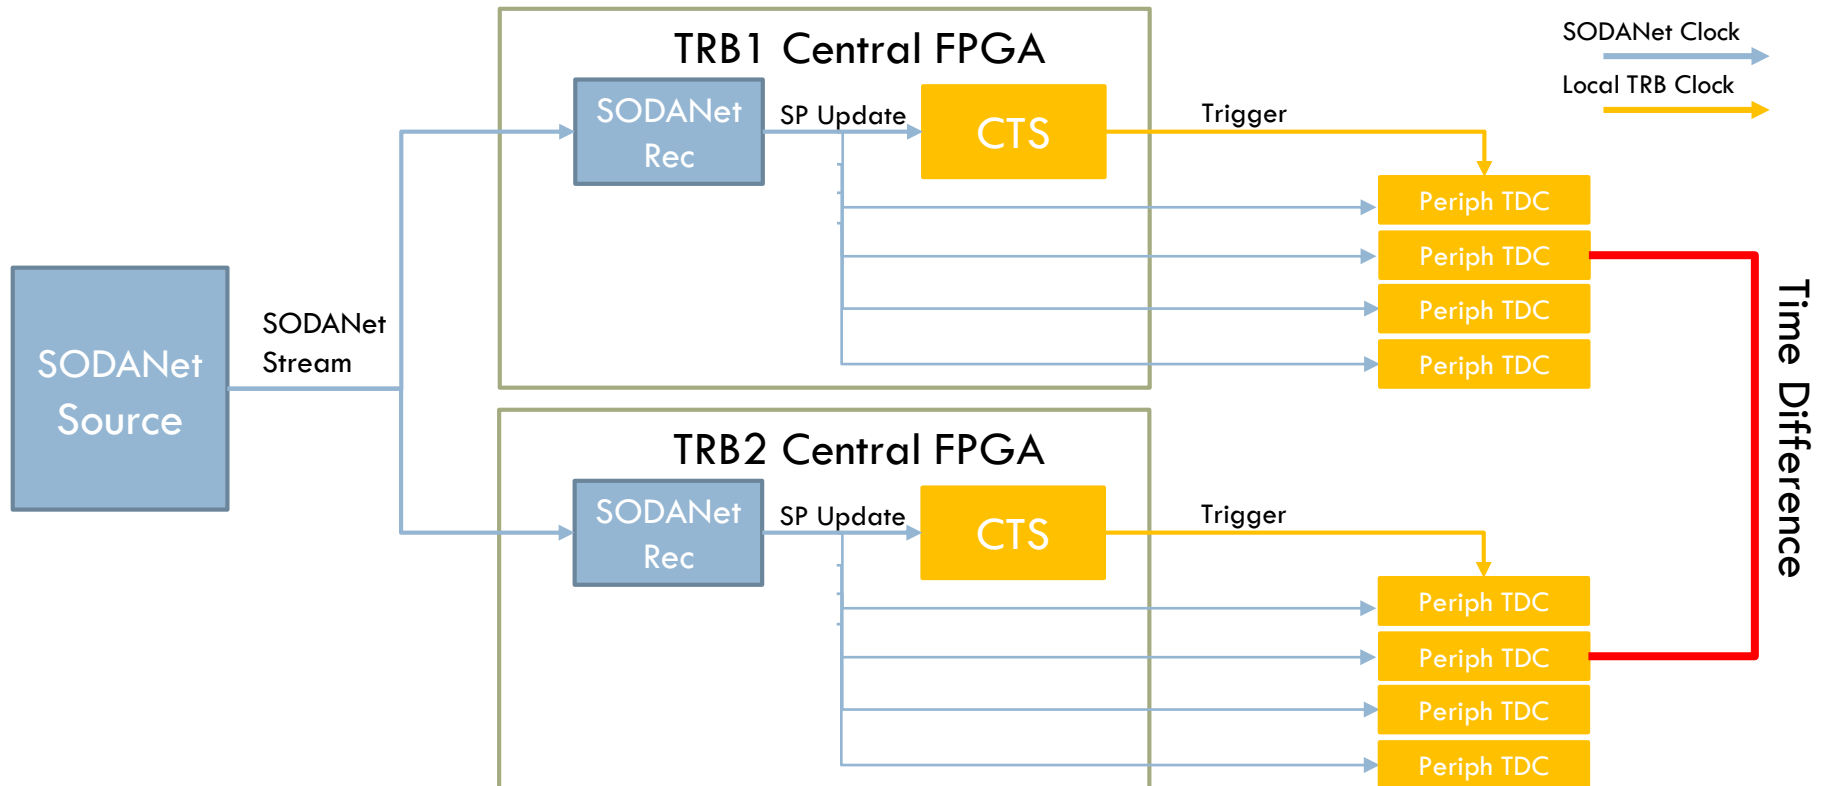 SODANet Clock
Local TRB Clock
TRB1 Central FPGA
SODANet
Rec
SP Update
CTS
Trigger
Periph TDC
Periph TDC
Periph TDC
Periph TDC
SODANet
Source
SODANet
Stream
Time Difference
TRB2 Central FPGA
SODANet
Rec
SP Update
CTS
Trigger
Periph TDC
Periph TDC
Periph TDC
Periph TDC